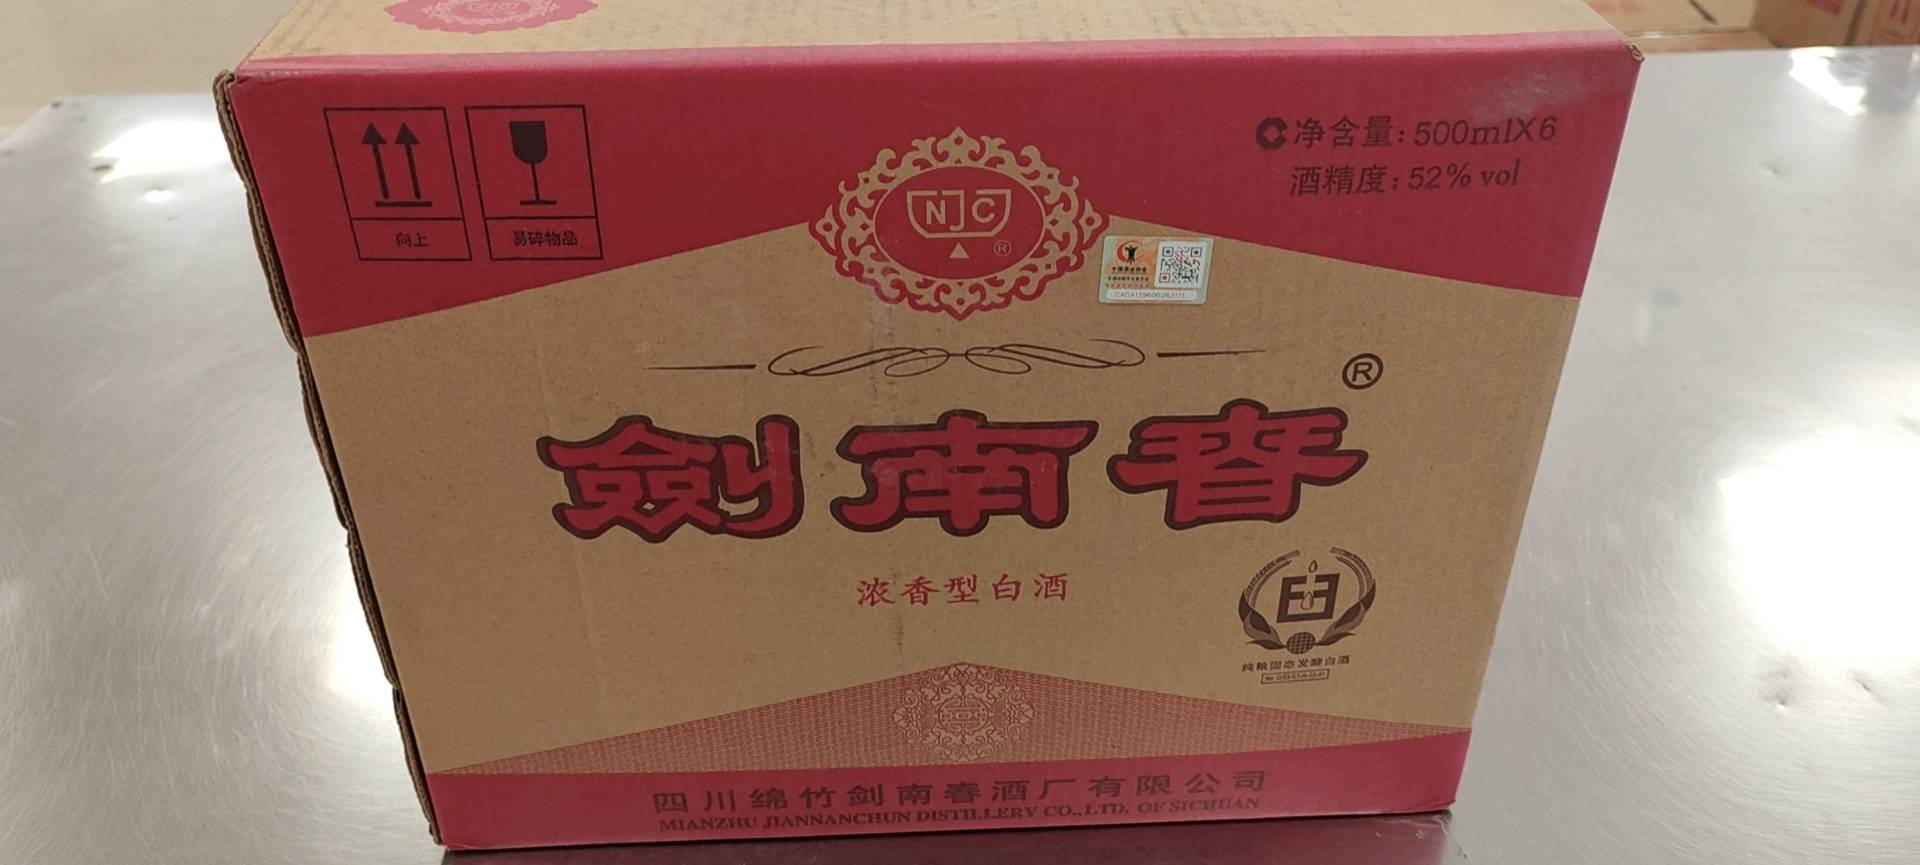 向上
易碎物品
NJC
®
净含量: 500mlX6
酒精度: 52% vol
®
劍南春
浓香型白酒
纯粮固态发酵白酒
四川绵竹剑南春酒厂有限公司
MIANZHU JIANNANCHUN DISTILLERY CO.,LTD. OF SICHUAN